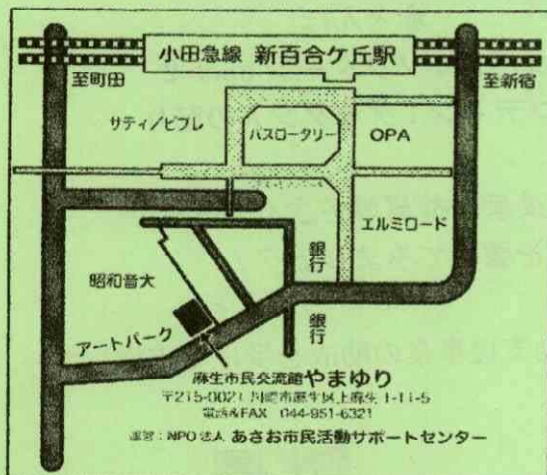 小田急線 新百合ケ丘駅
至町田
至新宿
サティ/ビブレ
バスロータリー
OPA
エルミロード
銀行
昭和音大
銀行
アートパーク
麻生市民交流館やまゆり
〒215-0021 川崎市麻生区上麻生 1-11-5
電話&FAX 044-951-6321
運営：NPO法人 あさお市民活動サポートセンター